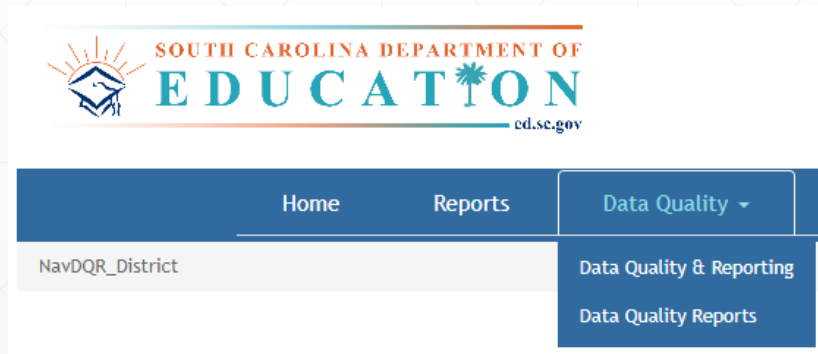 SOUTH CAROLINA DEPARTMENT OF
EDUCATION
ed.sc.gov
Home Reports Data Quality
NavDQR_District
Data Quality & Reporting
Data Quality Reports